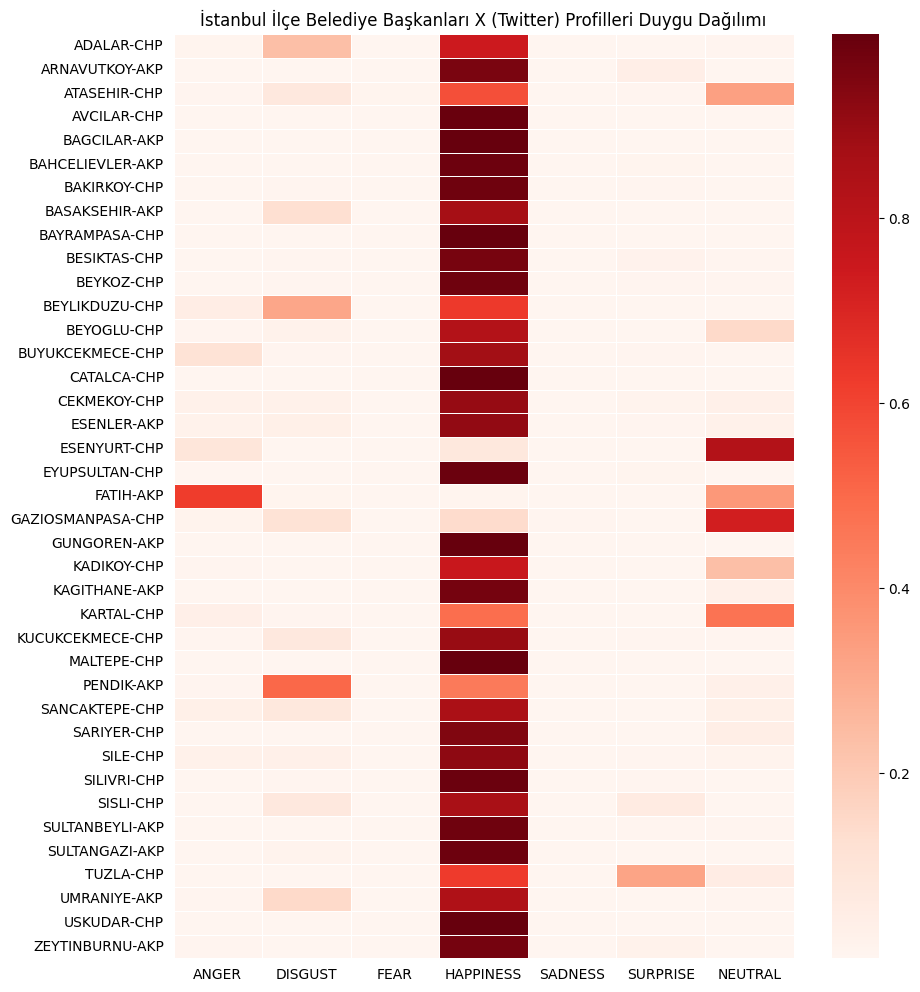 İstanbul İlçe Belediye Başkanları X (Twitter) Profilleri Duygu Dağılımı
ADALAR-CHP
ARNAVUTKOY-AKP
ATASEHIR-CHP
AVCILAR-CHP
BAGCILAR-AKP
BAHCELIEVLER-AKP
BAKIRKOY-CHP
BASAKSEHIR-AKP
BAYRAMPASA-CHP
BESIKTAS-CHP
BEYKOZ-CHP
BEYLIKDUZU-CHP
BEYOGLU-CHP
BUYUKCEKMECE-CHP
CATALCA-CHP
CEKMEKOY-CHP
ESENLER-AKP
ESENYURT-CHP
EYUPSULTAN-CHP
FATIH-AKP
GAZIOSMANPASA-CHP
GUNGOREN-AKP
KADIKOY-CHP
KAGITHANE-AKP
KARTAL-CHP
KUCUKCEKMECE-CHP
MALTEPE-CHP
PENDIK-AKP
SANCAKTEPE-CHP
SARIYER-CHP
SILE-CHP
SILIVRI-CHP
SISLI-CHP
SULTANBEYLI-AKP
SULTANGAZI-AKP
TUZLA-CHP
UMRANIYE-AKP
USKUDAR-CHP
ZEYTINBURNU-AKP
ANGER DISGUST FEAR HAPPINESS SADNESS SURPRISE NEUTRAL
0.8
0.6
0.4
0.2